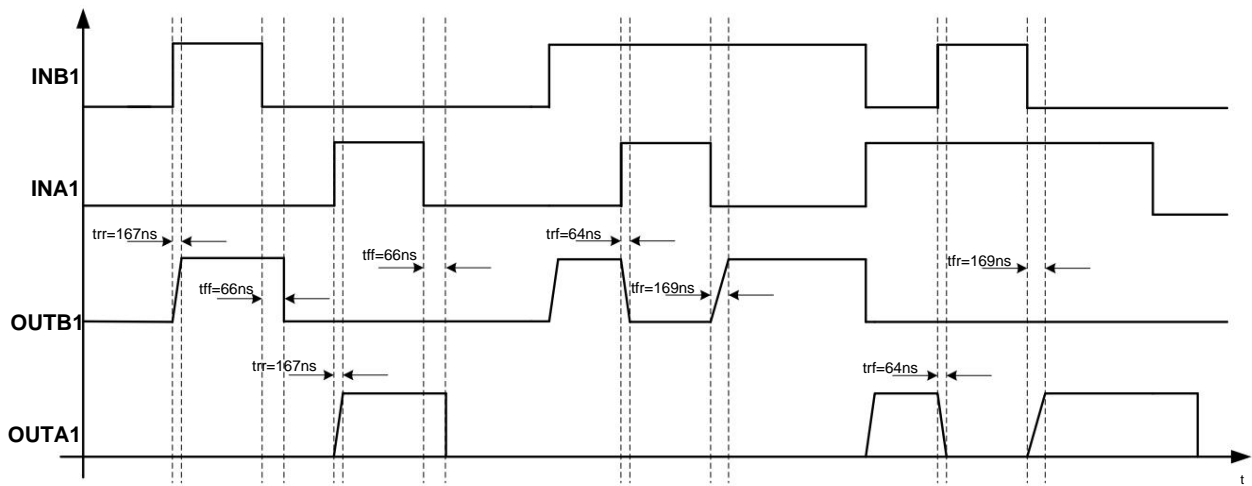 INB1
INA1
trr=167ns
tff=66ns
trf=64ns
tfr=169ns
tff=66ns
tfr=169ns
OUTB1
trr=167ns
trf=64ns
OUTA1
t